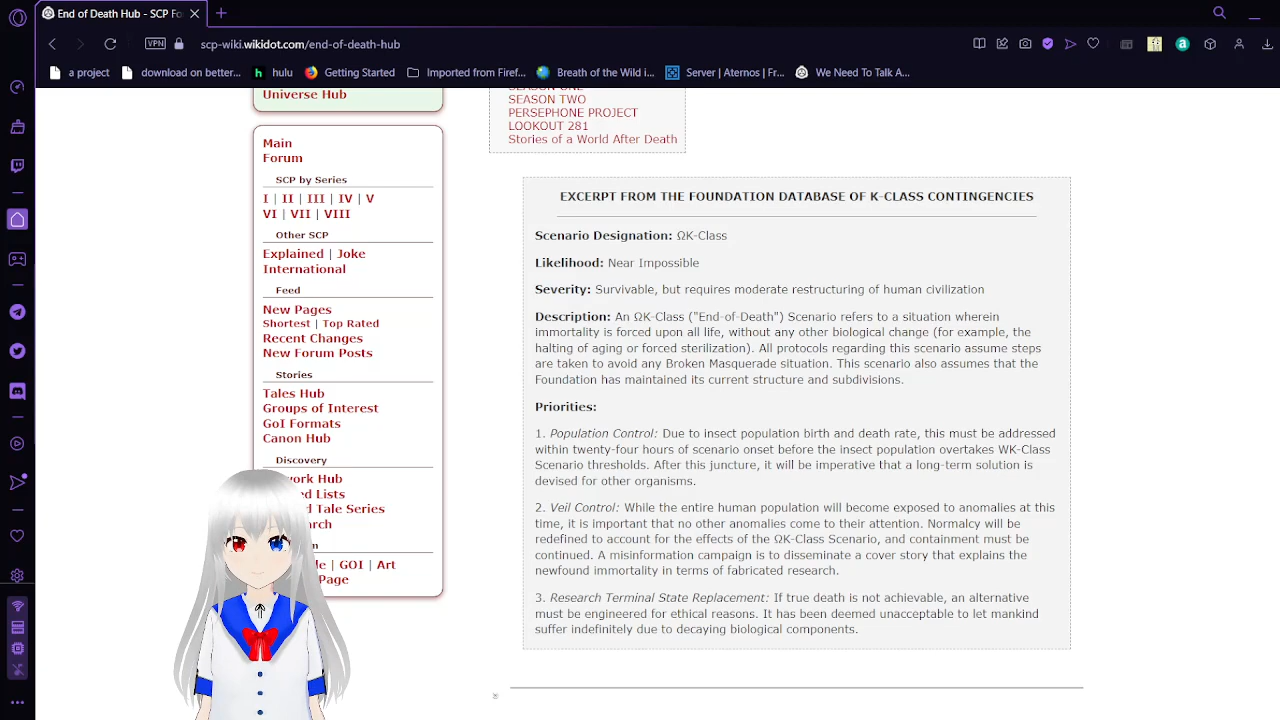 End of Death Hub - SCP Fo
VPN
scp-wiki.wikidot.com/end-of-death-hub
a project
download on better...
hulu
Getting Started
Imported from Firef...
Breath of the Wild i...
Server | Aternos | Fr...
We Need To Talk A...
Universe Hub
Main
Forum
SCP by Series
I | II | III | IV | V
VI | VII | VIII
Other SCP
Explained | Joke
International
Feed
New Pages
Shortest | Top Rated
Recent Changes
New Forum Posts
Stories
Tales Hub
Groups of Interest
GoI Formats
Canon Hub
Discovery
Hub
Lists
Tale Series
GOI | Art
Page
SEASON ONE
SEASON TWO
PERSEPHONE PROJECT
LOOKOUT 281
Stories of a World After Death
EXCERPT FROM THE FOUNDATION DATABASE OF K-CLASS CONTINGENCIES
Scenario Designation: ΩK-Class
Likelihood: Near Impossible
Severity: Survivable, but requires moderate restructuring of human civilization
Description: An ΩK-Class ("End-of-Death") Scenario refers to a situation wherein
immortality is forced upon all life, without any other biological change (for example, the
halting of aging or forced sterilization). All protocols regarding this scenario assume steps
are taken to avoid any Broken Masquerade situation. This scenario also assumes that the
Foundation has maintained its current structure and subdivisions.
Priorities:
1. Population Control: Due to insect population birth and death rate, this must be addressed
within twenty-four hours of scenario onset before the insect population overtakes WK-Class
Scenario thresholds. After this juncture, it will be imperative that a long-term solution is
devised for other organisms.
2. Veil Control: While the entire human population will become exposed to anomalies at this
time, it is important that no other anomalies come to their attention. Normalcy will be
redefined to account for the effects of the ΩK-Class Scenario, and containment must be
continued. A misinformation campaign is to disseminate a cover story that explains the
newfound immortality in terms of fabricated research.
3. Research Terminal State Replacement: If true death is not achievable, an alternative
must be engineered for ethical reasons. It has been deemed unacceptable to let mankind
suffer indefinitely due to decaying biological components.